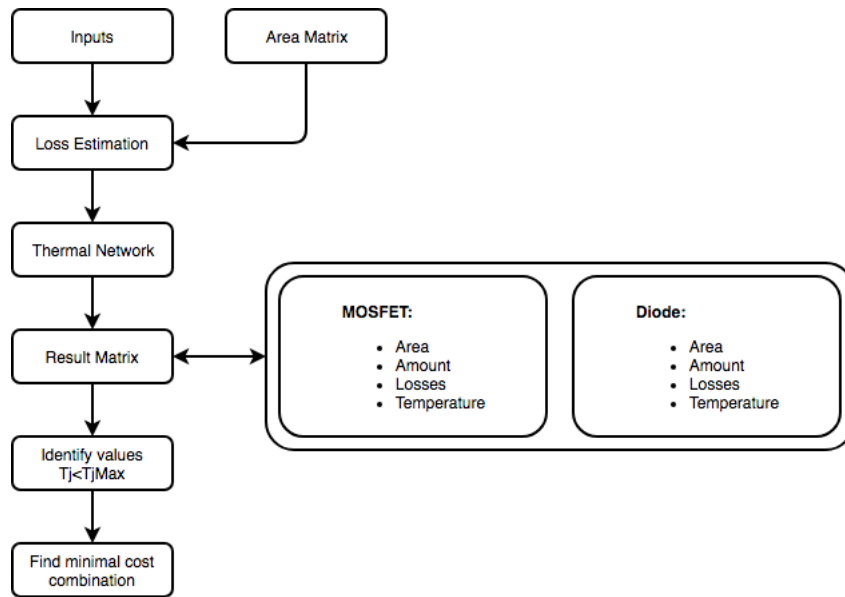 Inputs
Area Matrix
Loss Estimation
Thermal Network
Result Matrix
MOSFET:
• Area
• Amount
• Losses
• Temperature
Diode:
• Area
• Amount
• Losses
• Temperature
Identify values
Tj<TjMax
Find minimal cost
combination